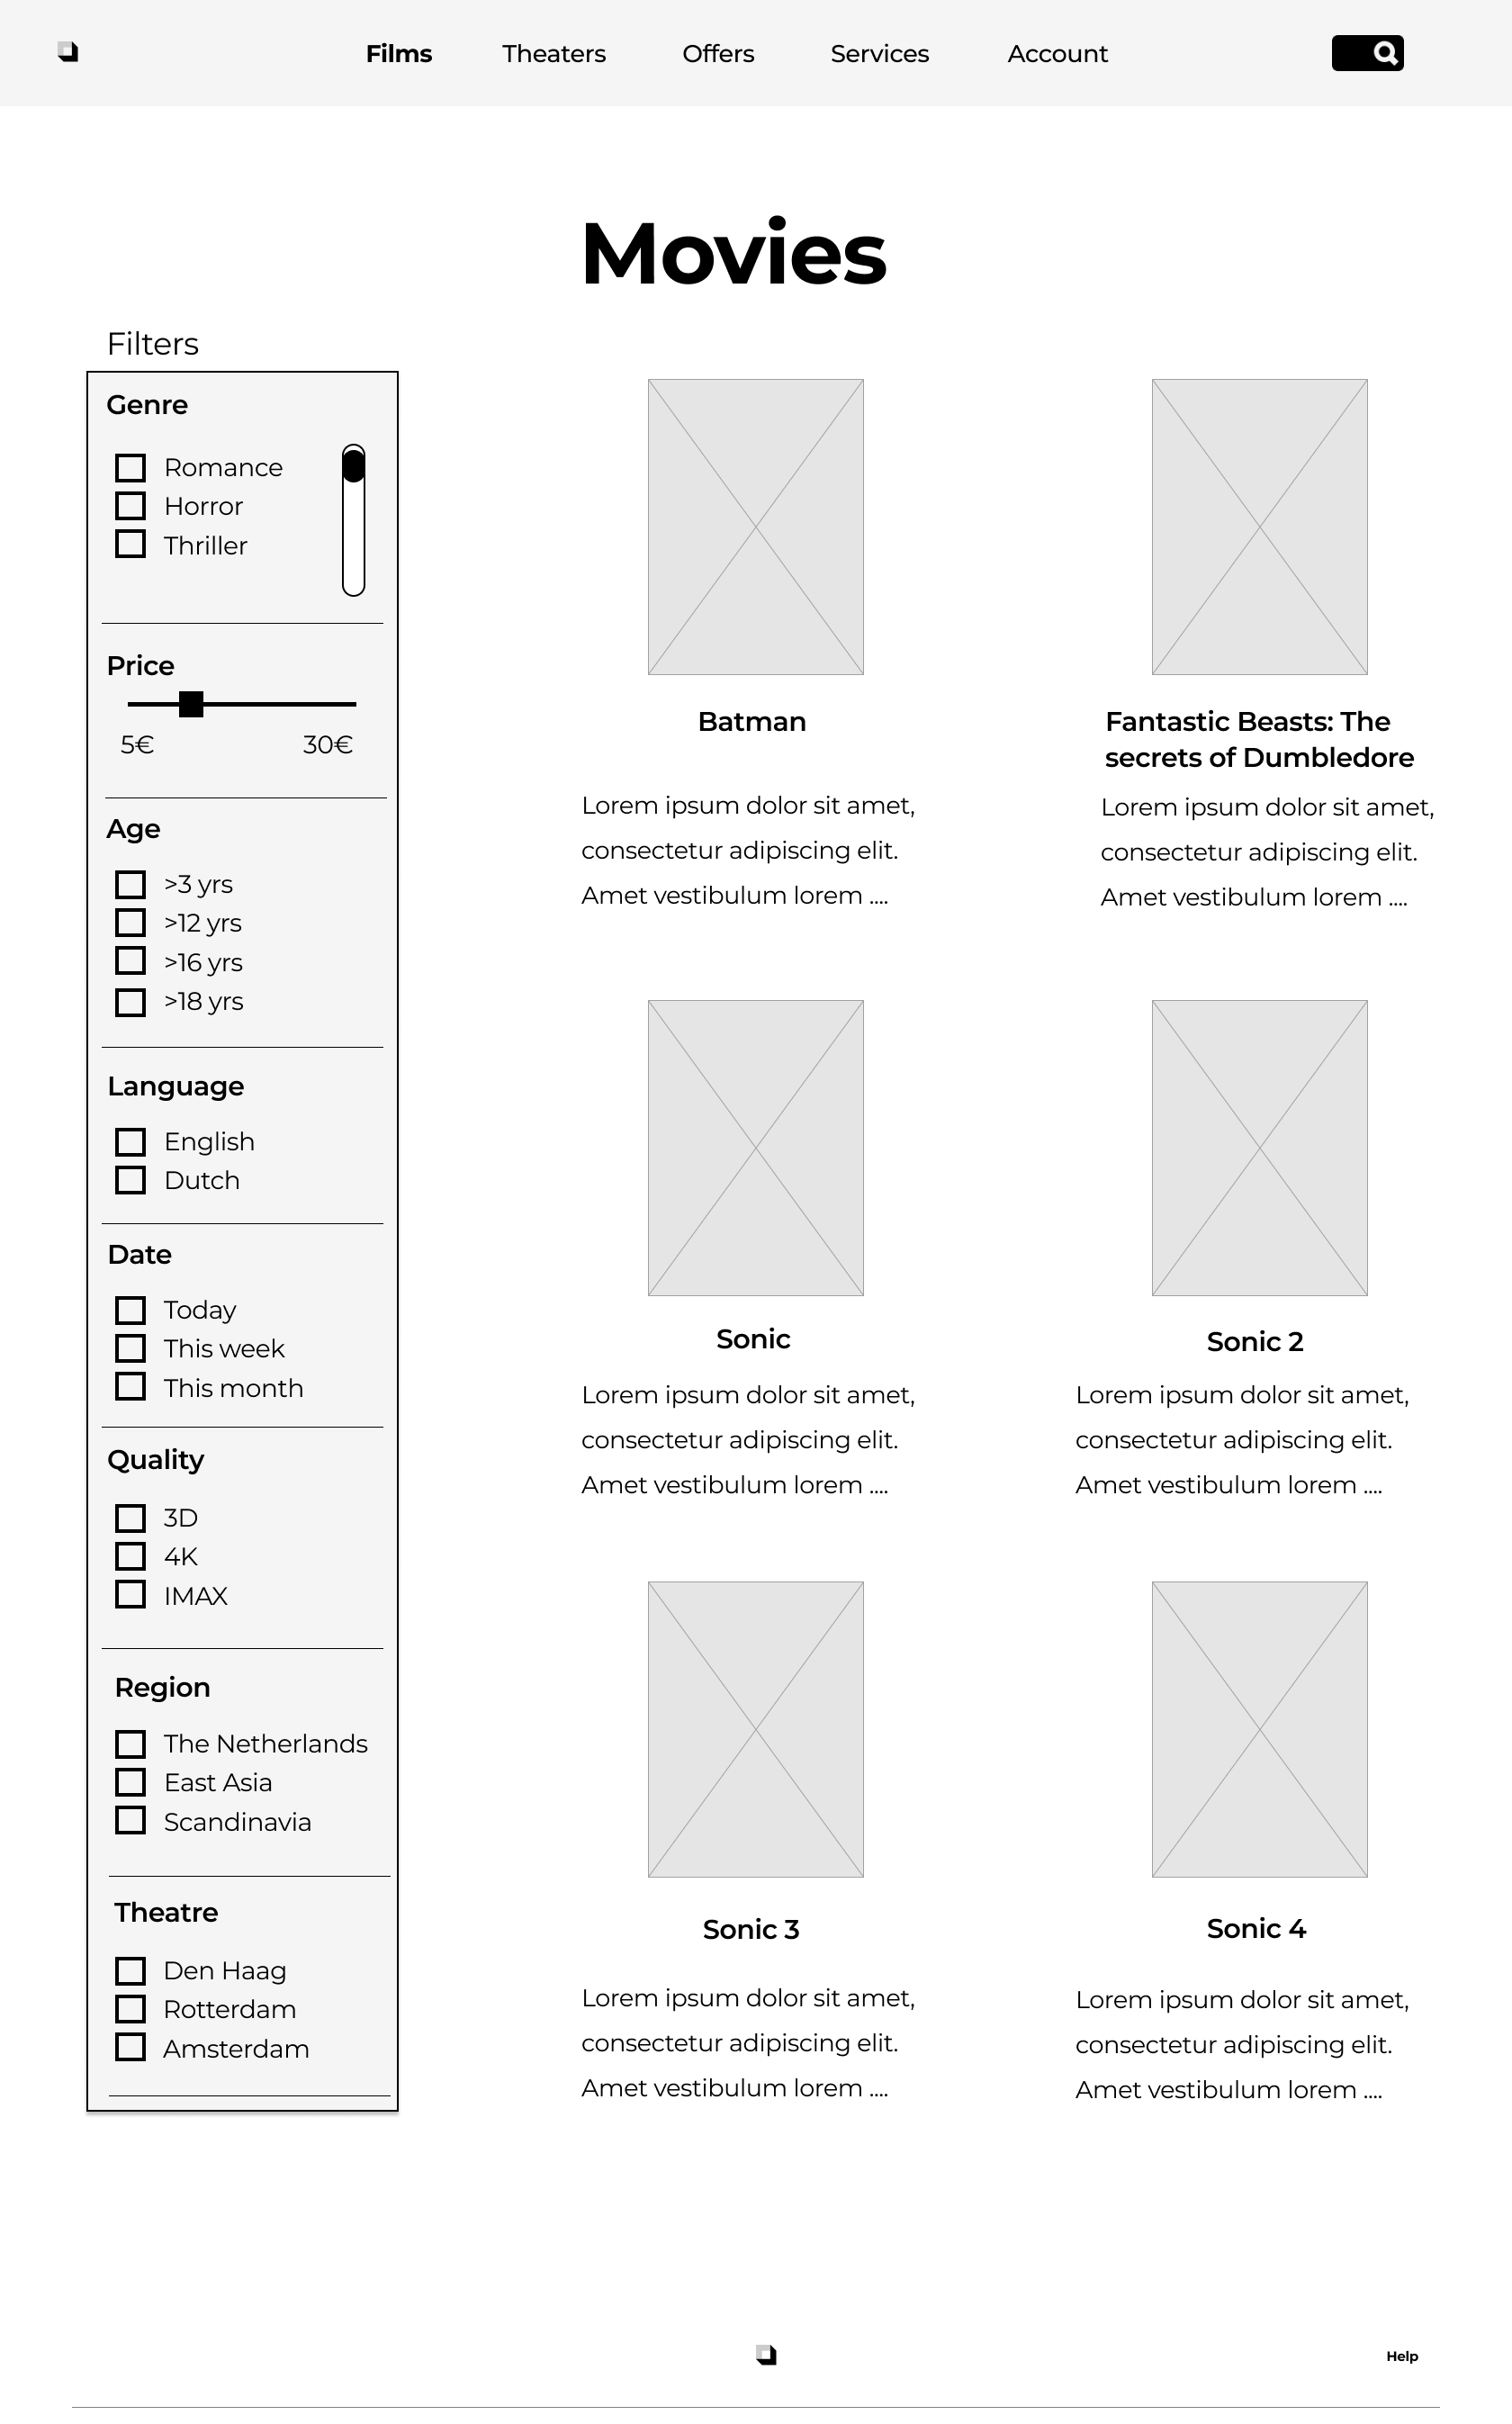 Films
Theaters
Offers
Services
Account
Movies
Filters
Genre
Romance
Horror
Thriller
Price
5€
30€
Age
>3 yrs
>12 yrs
>16 yrs
>18 yrs
Language
English
Dutch
Date
Today
This week
This month
Quality
3D
4K
IMAX
Region
The Netherlands
East Asia
Scandinavia
Theatre
Den Haag
Rotterdam
Amsterdam
Batman
Lorem ipsum dolor sit amet,
consectetur adipiscing elit.
Amet vestibulum lorem ....
Fantastic Beasts: The
secrets of Dumbledore
Lorem ipsum dolor sit amet,
consectetur adipiscing elit.
Amet vestibulum lorem ....
Sonic
Lorem ipsum dolor sit amet,
consectetur adipiscing elit.
Amet vestibulum lorem ....
Sonic 2
Lorem ipsum dolor sit amet,
consectetur adipiscing elit.
Amet vestibulum lorem ....
Sonic 3
Lorem ipsum dolor sit amet,
consectetur adipiscing elit.
Amet vestibulum lorem ....
Sonic 4
Lorem ipsum dolor sit amet,
consectetur adipiscing elit.
Amet vestibulum lorem ....
Help